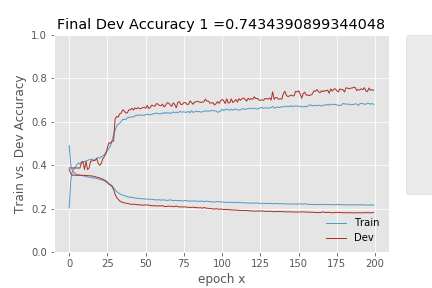 Final Dev Accuracy 1 =0.7434390899344048
Train vs. Dev Accuracy
1.0
0.8
0.6
0.4
0.2
0.0
0 25 50 75 100 125 150 175 200
epoch x
Train
Dev